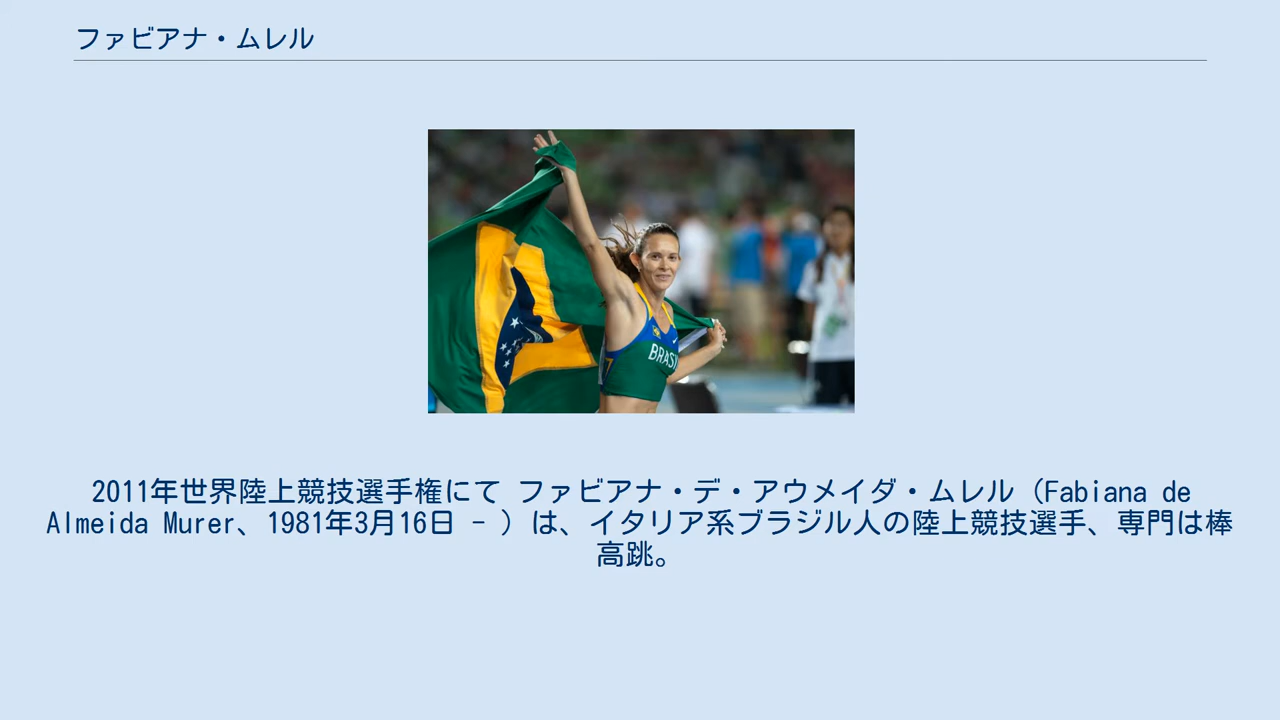 ファビアナ・ムレル
BRAS
2011年世界陸上競技選手権にて ファビアナ・デ・アウメイダ・ムレル（Fabiana de
Almeida Murer、1981年3月16日 - ）は、イタリア系ブラジル人の陸上競技選手、専門は棒
高跳。